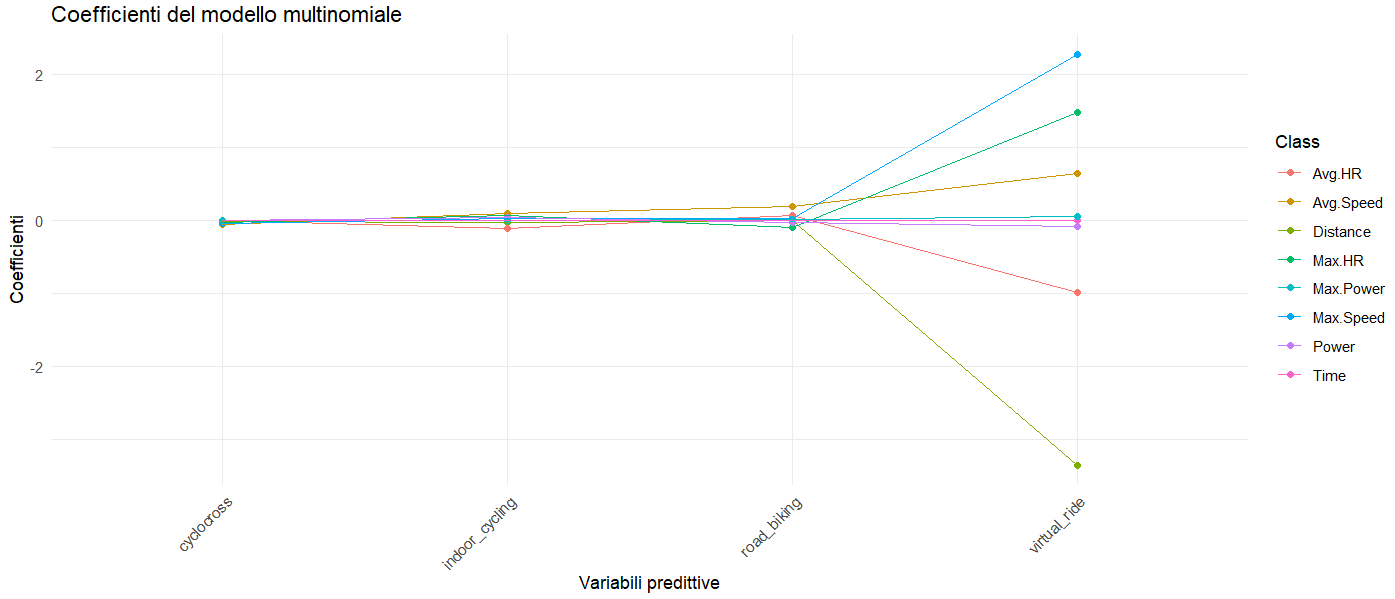 Coefficienti del modello multinomiale
2
0
-2
Coefficienti
cyclocross
indoor_cycling
road_biking
virtual_ride
Variabili predittive
Class
Avg.HR
Avg.Speed
Distance
Max.HR
Max.Power
Max.Speed
Power
Time